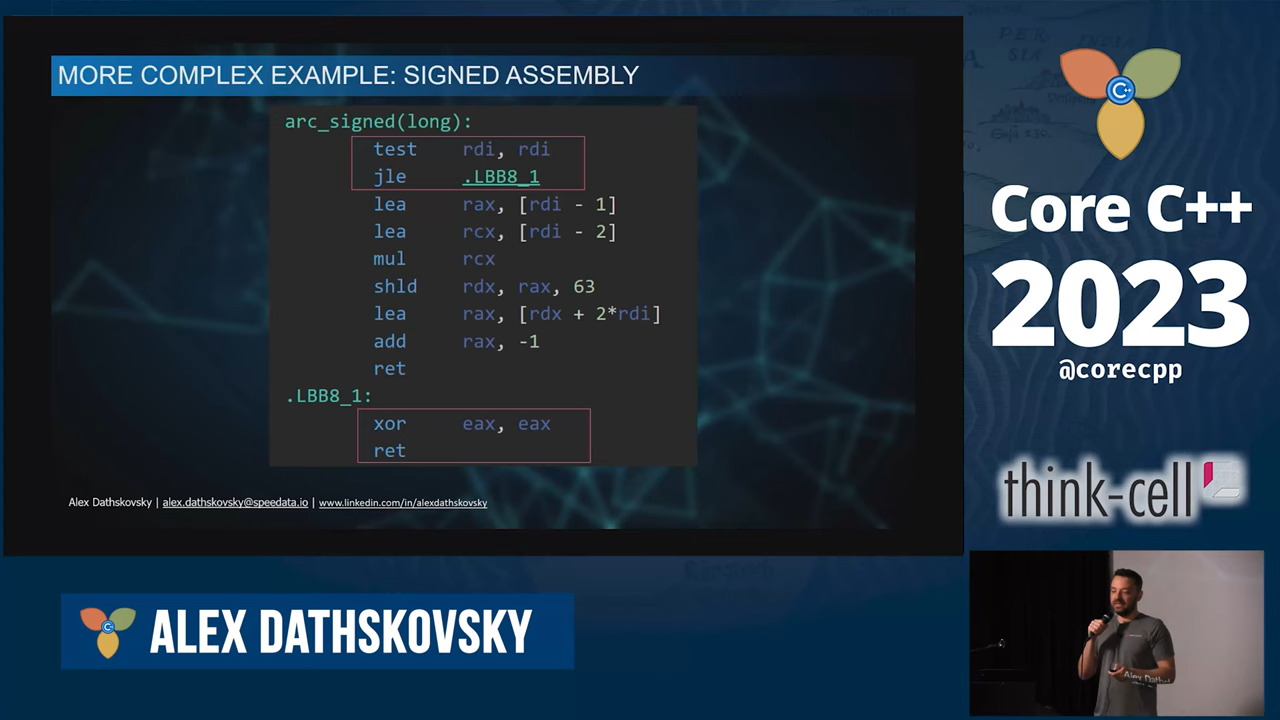 MORE COMPLEX EXAMPLE: SIGNED ASSEMBLY
arc_signed(long):
test rdi, rdi
jle .LBB8_1
lea rax, [rdi - 1]
lea rcx, [rdi - 2]
mul rcx
shld rdx, rax, 63
lea rax, [rdx + 2*rdi]
add rax, -1
ret
.LBB8_1:
xor eax, eax
ret
Alex Dathskovsky | alex.dathskovsky@speedata.io | www.linkedin.com/in/alexdathskovsky
C++
Core C++
2023
@corecpp
think-cell
C++
ALEX DATHSKOVSKY